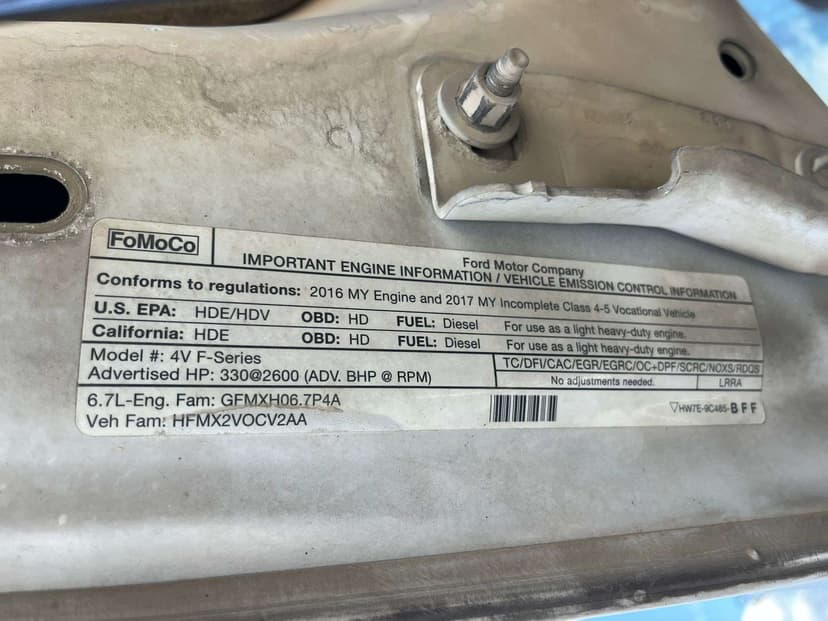 FoMoCo
Ford Motor Company
IMPORTANT ENGINE INFORMATION / VEHICLE EMISSION CONTROL INFORMATION
Conforms to regulations: 2016 MY Engine and 2017 MY Incomplete Class 4-5 Vocational Vehicle
U.S. EPA: HDE/HDV OBD: HD FUEL: Diesel For use as a light heavy-duty engine.
California: HDE OBD: HD FUEL: Diesel For use as a light heavy-duty engine.
Model #: 4V F-Series
Advertised HP: 330@2600 (ADV. BHP @ RPM)
TC/DFI/CAC/EGR/EGRC/OC+DPF/SCRC/NOXS/RDQS
No adjustments needed. LRRA
6.7L-Eng. Fam: GFMXH06.7P4A
Veh Fam: HFMX2VOCV2AA
HW7E-9C485-BFF